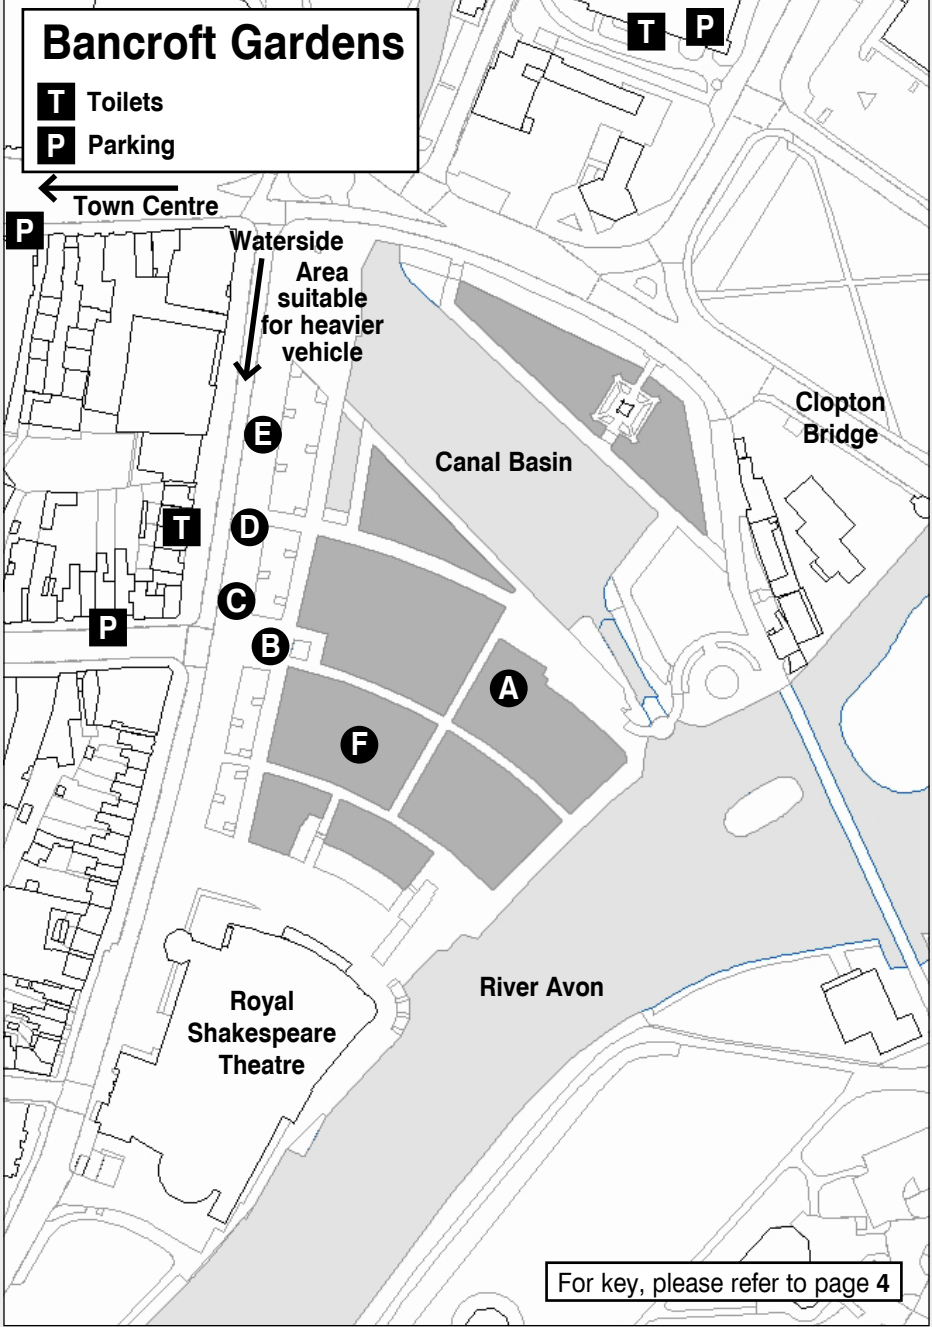 Bancroft Gardens
T Toilets
P Parking
T P
Town Centre
P
Waterside
Area
suitable
for heavier
vehicle
Clopton
Bridge
E
Canal Basin
T
D
C
P
B
A
F
River Avon
Royal
Shakespeare
Theatre
For key, please refer to page 4